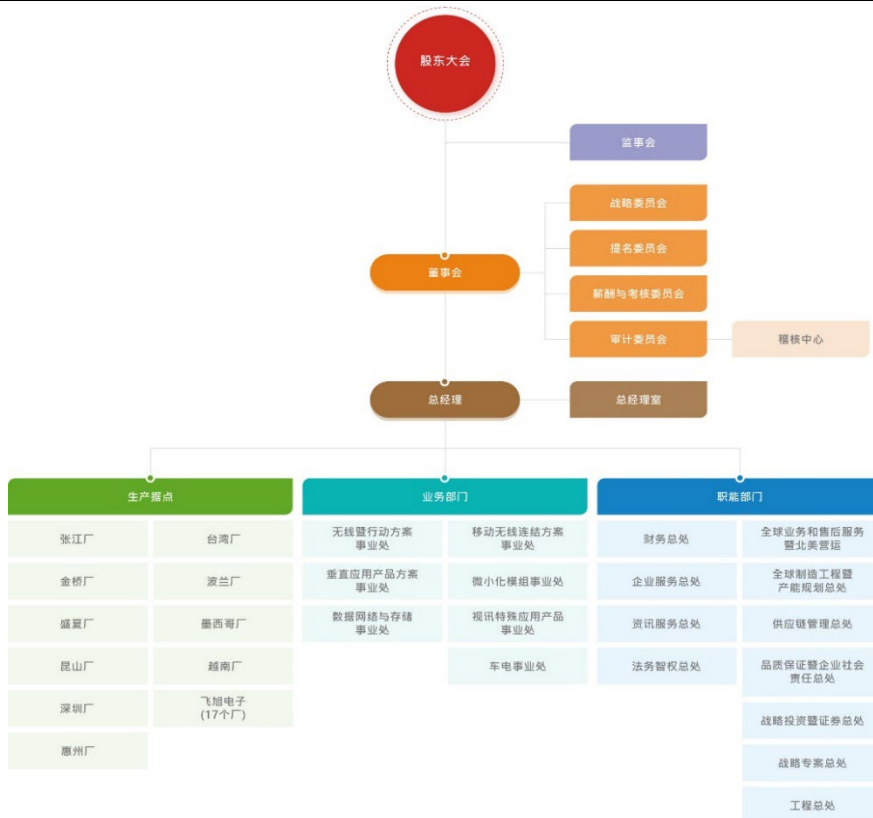 股东大会
监事会
战略委员会
提名委员会
董事会
薪酬与考核委员会
审计委员会
稽核中心
总经理
总经理室
生产据点
业务部门
职能部门
张江厂
台湾厂
金桥厂
波兰厂
盛夏厂
墨西哥厂
昆山厂
越南厂
深圳厂
飞旭电子
(17个厂)
惠州厂
无线暨行动方案
事业处
移动无线连结方案
事业处
垂直应用产品方案
事业处
微小化模组事业处
数据网络与存储
事业处
视讯特殊应用产品
事业处
车电事业处
财务总处
全球业务和售后服务
暨北美营运
企业服务总处
全球制造工程暨
产能规划总处
资讯服务总处
供应链管理总处
法务智权总处
品质保证暨企业社会
责任总处
战略投资暨证券总处
战略专案总处
工程总处